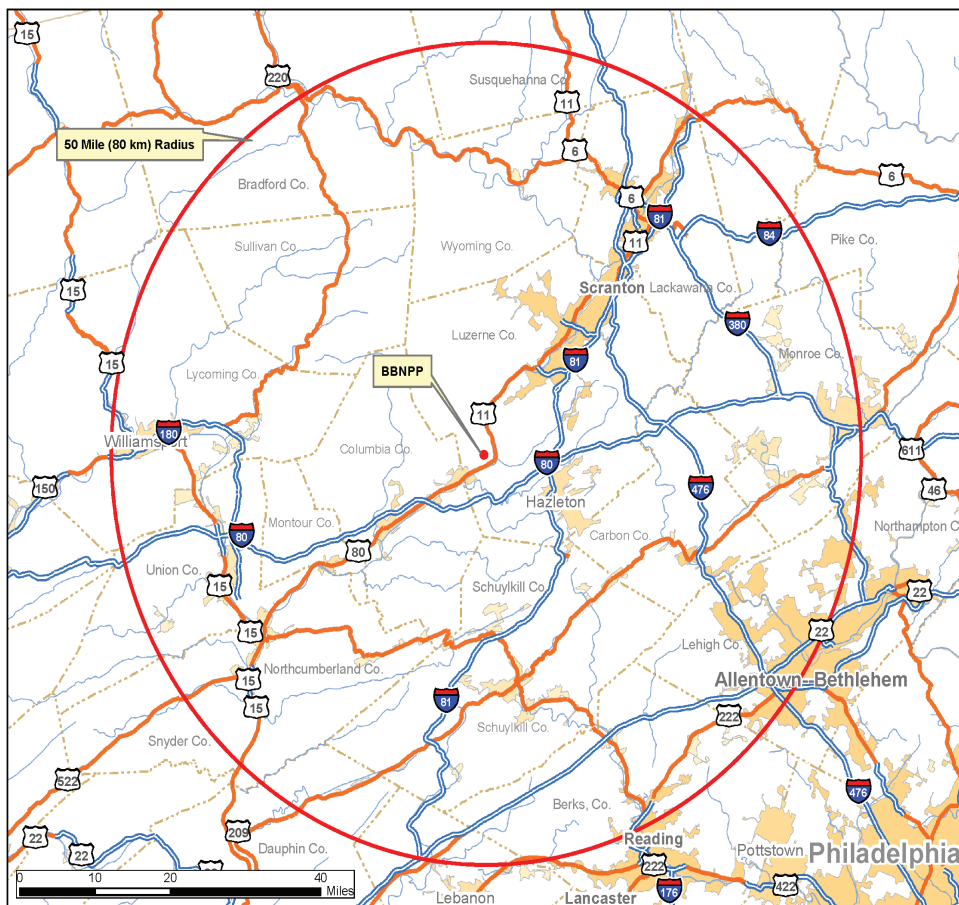 15
220
Susquehanna Co.
11
50 Mile (80 km) Radius
6
6
Bradford Co.
6
81
Sullivan Co.
Wyoming Co.
11
84
Pike Co.
15
Scranton
Lackawana Co.
380
Luzerne Co.
15
81
Monroe Co.
BBNPP
Lycoming Co.
11
180
Williamsport
Columbia Co.
611
80
150
476
46
Hazleton
Montour Co.
Northampton C
80
Carbon Co.
80
Union Co.
15
Schuylkill Co.
22
15
22
Lehigh Co.
Northcumberland Co.
15
Allentown Bethlehem
81
15
222
Schuylkill Co.
Snyder Co.
522
476
Berks, Co.
209
22
Reading
Dauphin Co.
22
Pottstown
Philadelphia
222
0 10 20 40
Miles
422
Lebanon
Lancaster
176